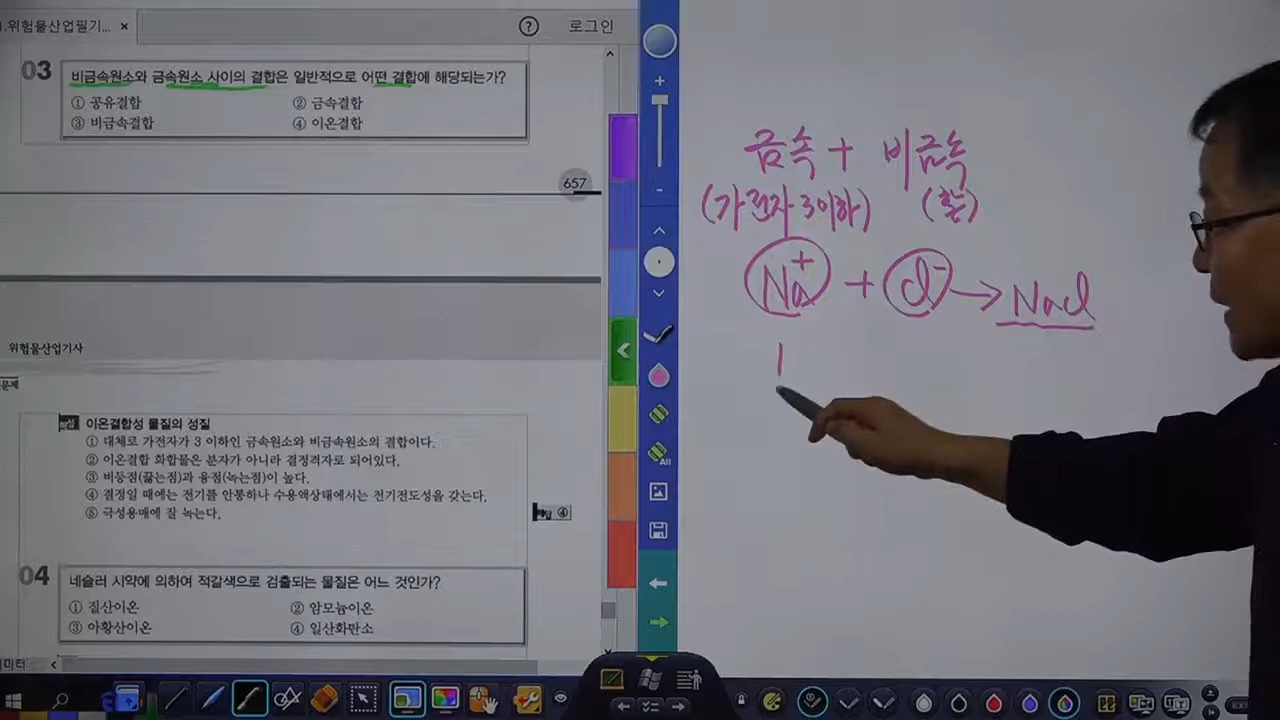 .위험물산업필기... ×
? 로그인
03 비금속원소와 금속원소 사이의 결합은 일반적으로 어떤 결합에 해당되는가?
① 공유결합 ② 금속결합
③ 비금속결합 ④ 이온결합
657
위험물산업기사
문제
이온결합성 물질의 성질
① 대체로 가전자가 3 이하인 금속원소와 비금속원소의 결합이다.
② 이온결합 화합물은 분자가 아니라 결정격자로 되어있다.
③ 비등점(끓는점)과 융점(녹는점)이 높다.
④ 결정일 때에는 전기를 안통하나 수용액상태에서는 전기전도성을 갖는다.
⑤ 극성용매에 잘 녹는다.
④
04 네슬러 시약에 의하여 적갈색으로 검출되는 물질은 어느 것인가?
① 질산이온 ② 암모늄이온
③ 아황산이온 ④ 일산화탄소
All
금속 + 비금속
(가전자 3이하)
Na+ + Cl- → NaCl
1